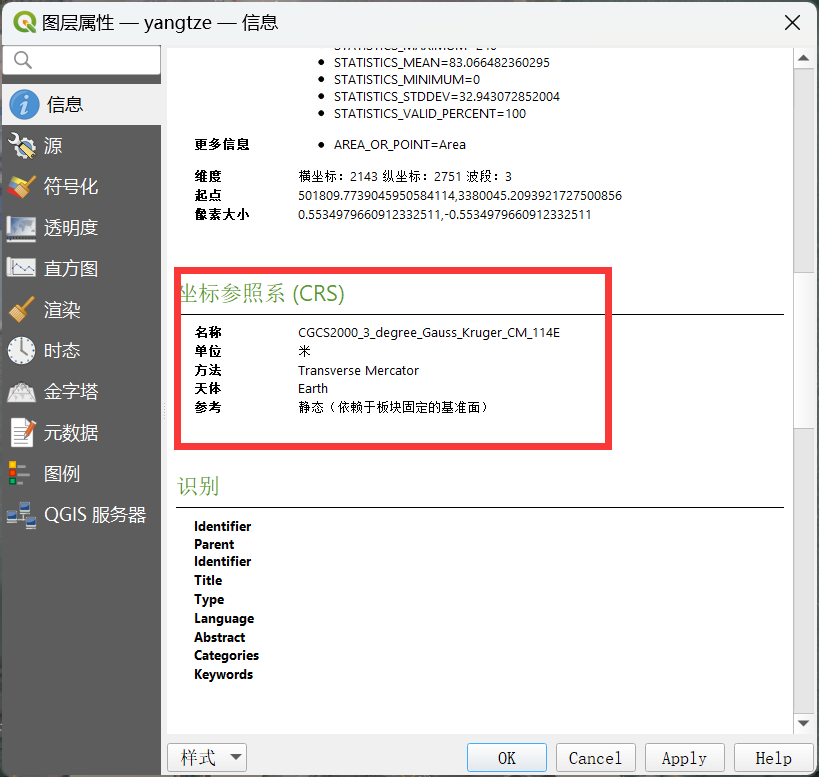 图层属性 — yangtze — 信息
信息
源
符号化
透明度
直方图
渲染
时态
金字塔
元数据
图例
QGIS 服务器
STATISTICS_MEAN=83.066482360295
STATISTICS_MINIMUM=0
STATISTICS_STDDEV=32.943072852004
STATISTICS_VALID_PERCENT=100
更多信息 AREA_OR_POINT=Area
维度 横坐标：2143 纵坐标：2751 波段：3
起点 501809.7739045950584114,3380045.2093921727500856
像素大小 0.5534979660912332511,-0.5534979660912332511
坐标参照系 (CRS)
名称 CGCS2000_3_degree_Gauss_Kruger_CM_114E
单位 米
方法 Transverse Mercator
天体 Earth
参考 静态（依赖于板块固定的基准面）
识别
Identifier
Parent
Identifier
Title
Type
Language
Abstract
Categories
Keywords
样式 OK Cancel Apply Help